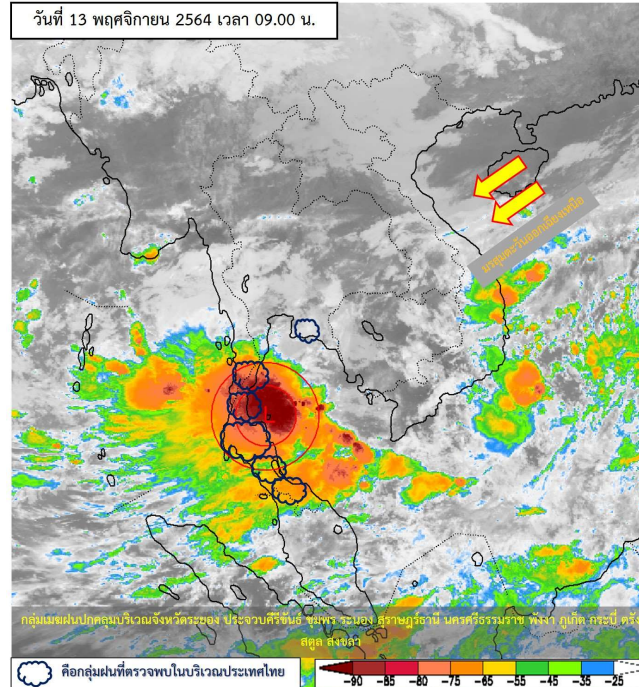 วันที่ 13 พฤศจิกายน 2564 เวลา 09.00 น.
มรสุมตะวันออกเฉียงเหนือ
กลุ่มเมฆฝนปกคลุมบริเวณจังหวัดระยอง ประจวบคีรีขันธ์ ชุมพร ระนอง สุราษฎร์ธานี นครศรีธรรมราช พังงา ภูเก็ต กระบี่ ตรัง
สตูล สงขลา
คือกลุ่มฝนที่ตรวจพบในบริเวณประเทศไทย
-90 -85 -80 -75 -65 -45 -35 -25